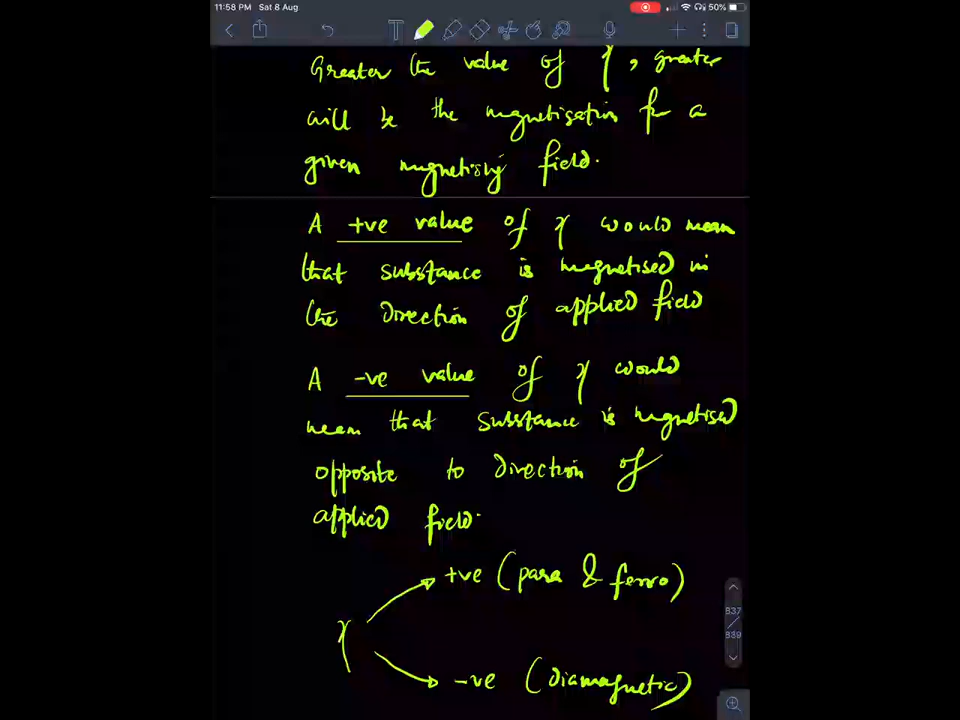 11:58 PM Sat 8 Aug 50%
Greater the value of χ, greater
will be the magnetisation for a
given magnetising field.
A +ve value of χ would mean
that substance is magnetised in
the direction of applied field
A -ve value of χ would
mean that substance is magnetised
opposite to direction of
applied field.
+ve (para & ferro)
χ
-ve (diamagnetic)
837
839